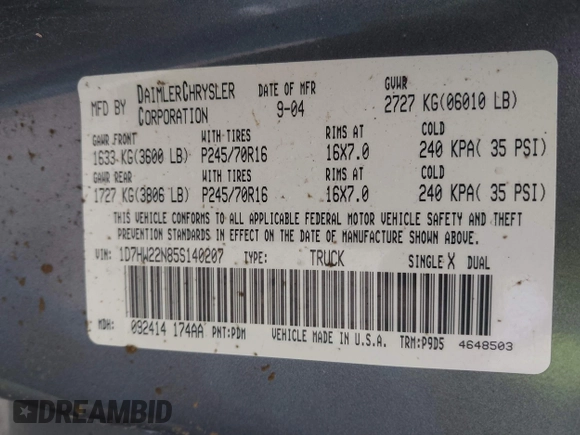 MFD BY DAIMLERCHRYSLER CORPORATION
DATE OF MFR 9-04
GVWR 2727 KG(06010 LB)
GAWR FRONT WITH TIRES RIMS AT COLD
1633 KG(3600 LB) P245/70R16 16X7.0 240 KPA( 35 PSI)
GAWR REAR WITH TIRES RIMS AT COLD
1727 KG(3806 LB) P245/70R16 16X7.0 240 KPA( 35 PSI)
THIS VEHICLE CONFORMS TO ALL APPLICABLE FEDERAL MOTOR VEHICLE SAFETY AND THEFT
PREVENTION STANDARDS IN EFFECT ON THE DATE OF MANUFACTURE SHOWN ABOVE.
VIN: 1D7HW22N85S140207 TYPE: TRUCK SINGLE X DUAL
MDH: 092414 174AA PNT:PDM VEHICLE MADE IN U.S.A. TRM:P9D5 4648503
DREAMBID